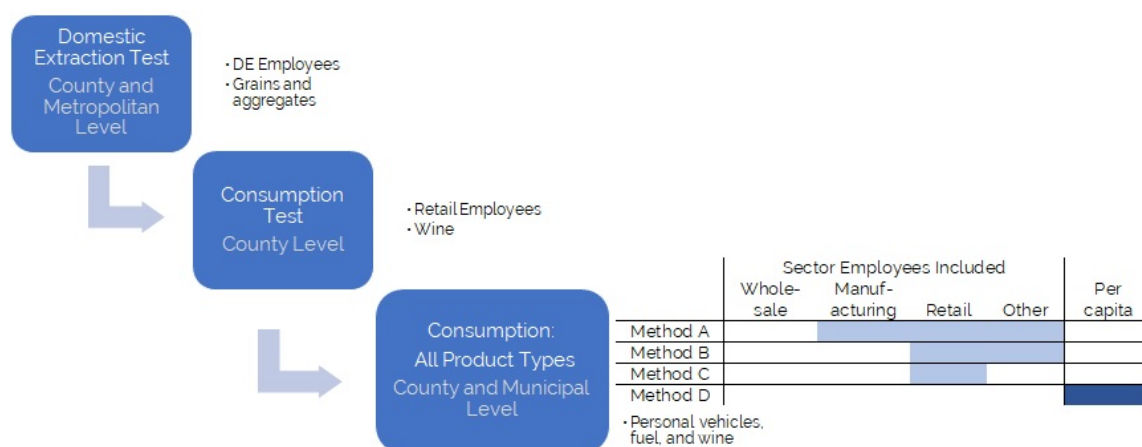 Domestic
Extraction Test
County and
Metropolitan
Level
· DE Employees
· Grains and
aggregates
Consumption
Test
County Level
· Retail Employees
· Wine
Consumption:
All Product Types
County and Municipal
Level
Sector Employees Included
Whole-
sale
Manuf-
acturing
Retail
Other
Per
capita
Method A
Method B
Method C
Method D
· Personal vehicles,
fuel, and wine